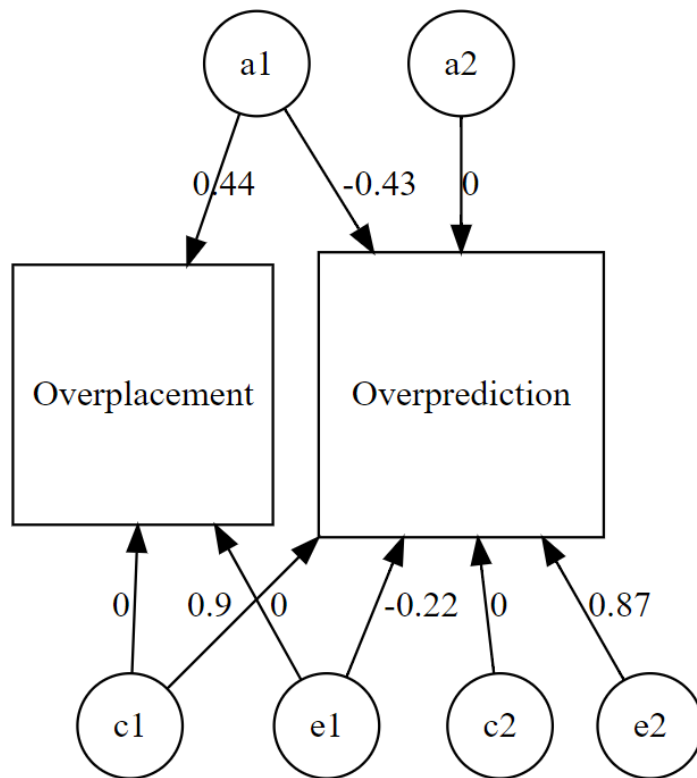 a1
a2
0.44
-0.43
0
Overplacement
Overprediction
0
0.9
0
-0.22
0
0.87
c1
e1
c2
e2